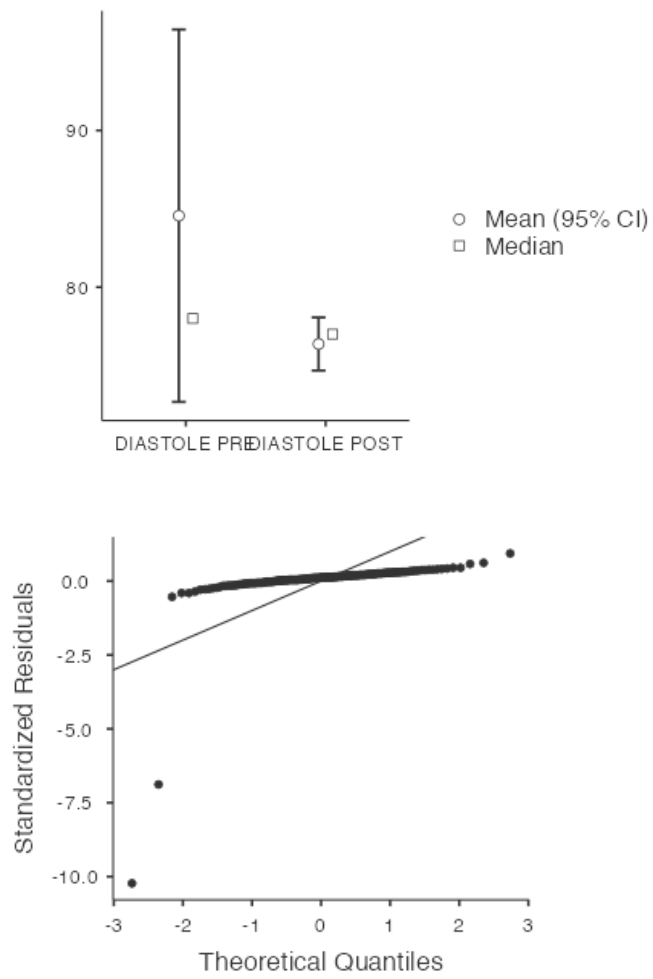 90
80
Mean (95% CI)
Median
DIASTOLE PRE
DIASTOLE POST
Standardized Residuals
0.0
-2.5
-5.0
-7.5
-10.0
-3 -2 -1 0 1 2 3
Theoretical Quantiles